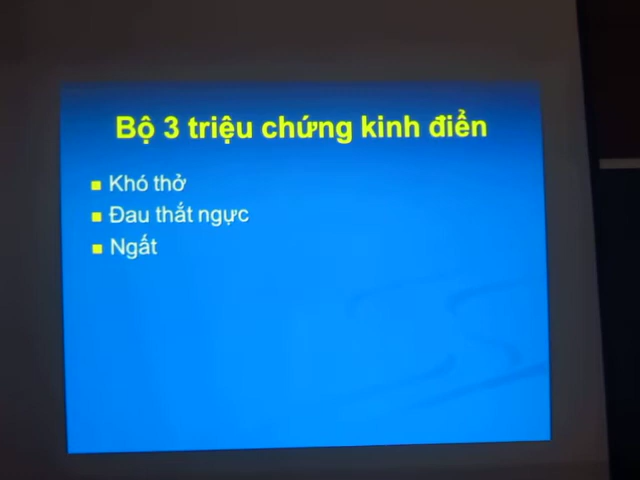 Bộ 3 triệu chứng kinh điển
Khó thở
Đau thắt ngực
Ngất